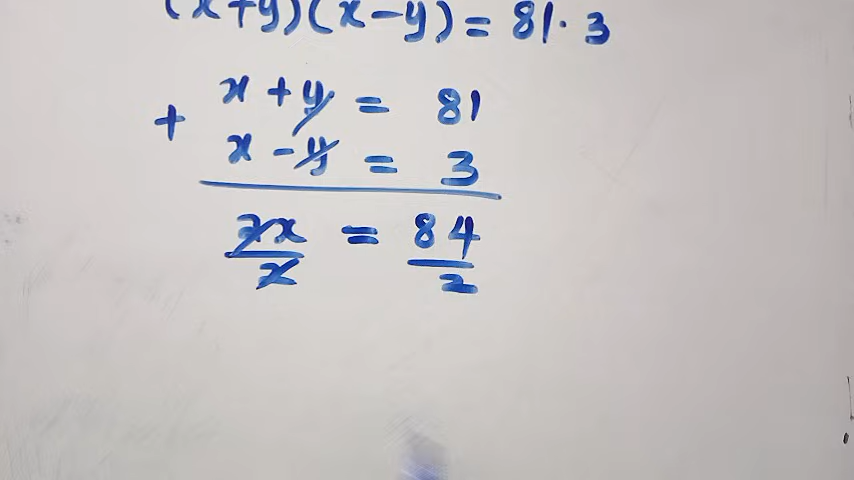 (x+y)(x-y) = 81·3
x + y = 81
+
x - y = 3
2x = 84
2 2